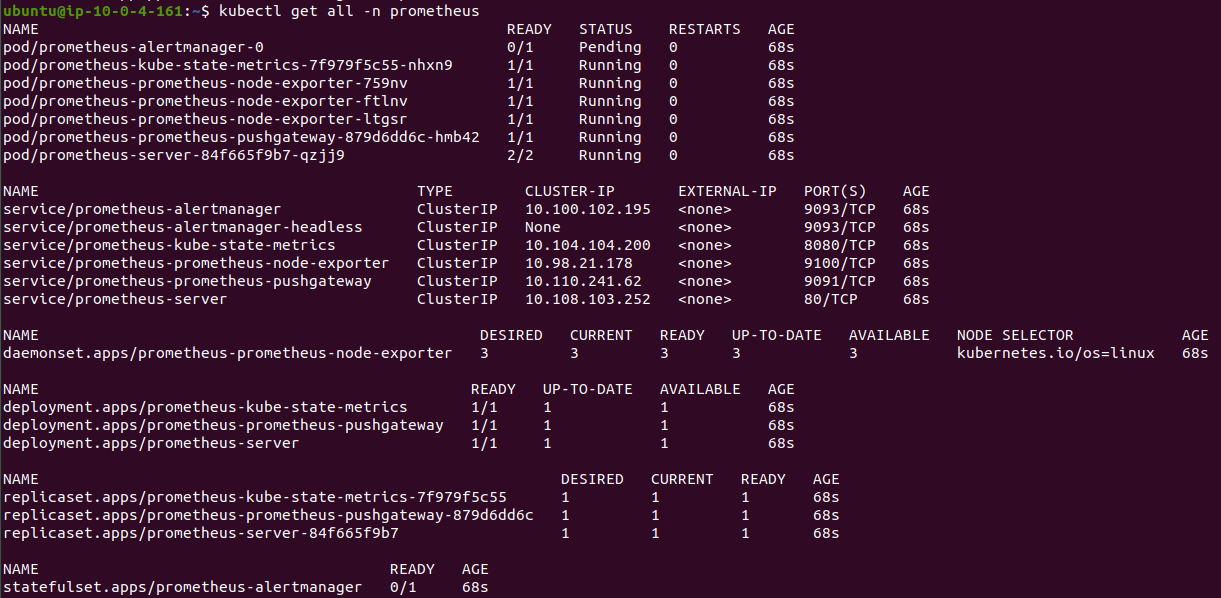 ubuntu@ip-10-0-4-161:~$ kubectl get all -n prometheus
NAME READY STATUS RESTARTS AGE
pod/prometheus-alertmanager-0 0/1 Pending 0 68s
pod/prometheus-kube-state-metrics-7f979f5c55-nhxn9 1/1 Running 0 68s
pod/prometheus-prometheus-node-exporter-759nv 1/1 Running 0 68s
pod/prometheus-prometheus-node-exporter-ftlnv 1/1 Running 0 68s
pod/prometheus-prometheus-node-exporter-ltgsr 1/1 Running 0 68s
pod/prometheus-prometheus-pushgateway-879d6dd6c-hmb42 1/1 Running 0 68s
pod/prometheus-server-84f665f9b7-qzjj9 2/2 Running 0 68s
NAME TYPE CLUSTER-IP EXTERNAL-IP PORT(S) AGE
service/prometheus-alertmanager ClusterIP 10.100.102.195 <none> 9093/TCP 68s
service/prometheus-alertmanager-headless ClusterIP None <none> 9093/TCP 68s
service/prometheus-kube-state-metrics ClusterIP 10.104.104.200 <none> 8080/TCP 68s
service/prometheus-prometheus-node-exporter ClusterIP 10.98.21.178 <none> 9100/TCP 68s
service/prometheus-prometheus-pushgateway ClusterIP 10.110.241.62 <none> 9091/TCP 68s
service/prometheus-server ClusterIP 10.108.103.252 <none> 80/TCP 68s
NAME DESIRED CURRENT READY UP-TO-DATE AVAILABLE NODE SELECTOR AGE
daemonset.apps/prometheus-prometheus-node-exporter 3 3 3 3 3 kubernetes.io/os=linux 68s
NAME READY UP-TO-DATE AVAILABLE AGE
deployment.apps/prometheus-kube-state-metrics 1/1 1 1 68s
deployment.apps/prometheus-prometheus-pushgateway 1/1 1 1 68s
deployment.apps/prometheus-server 1/1 1 1 68s
NAME DESIRED CURRENT READY AGE
replicaset.apps/prometheus-kube-state-metrics-7f979f5c55 1 1 1 68s
replicaset.apps/prometheus-prometheus-pushgateway-879d6dd6c 1 1 1 68s
replicaset.apps/prometheus-server-84f665f9b7 1 1 1 68s
NAME READY AGE
statefulset.apps/prometheus-alertmanager 0/1 68s